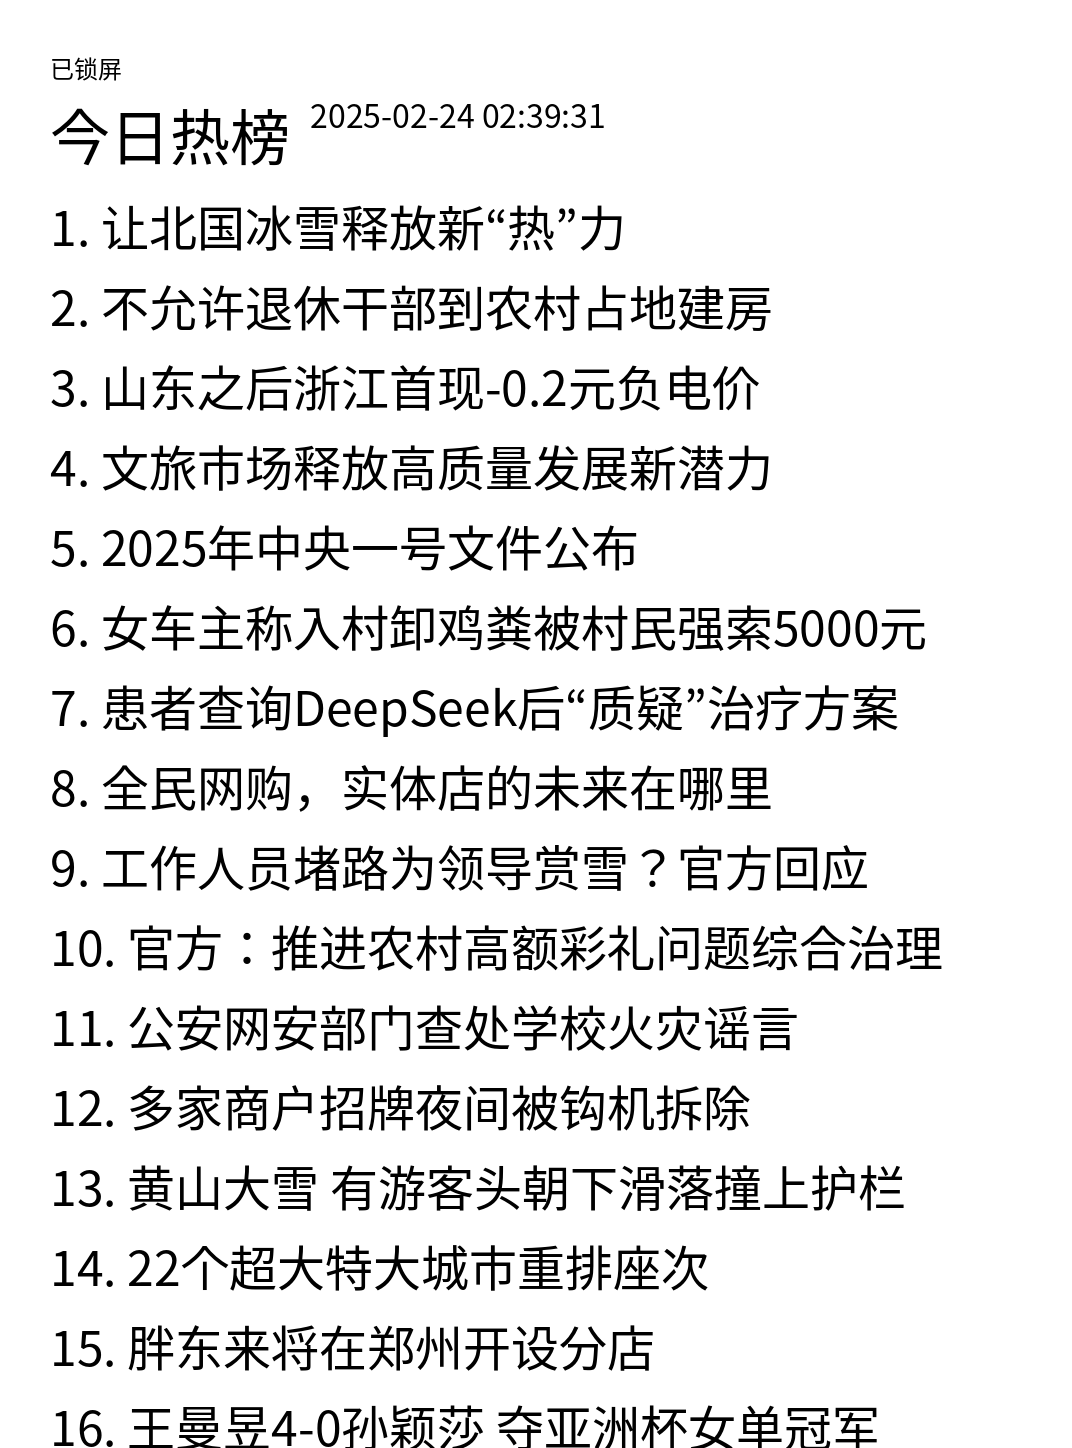 已锁屏
今日热榜 2025-02-24 02:39:31
1. 让北国冰雪释放新“热”力
2. 不允许退休干部到农村占地建房
3. 山东之后浙江首现-0.2元负电价
4. 文旅市场释放高质量发展新潜力
5. 2025年中央一号文件公布
6. 女车主称入村卸鸡粪被村民强索5000元
7. 患者查询DeepSeek后“质疑”治疗方案
8. 全民网购，实体店的未来在哪里
9. 工作人员堵路为领导赏雪？官方回应
10. 官方：推进农村高额彩礼问题综合治理
11. 公安网安部门查处学校火灾谣言
12. 多家商户招牌夜间被钩机拆除
13. 黄山大雪 有游客头朝下滑落撞上护栏
14. 22个超大特大城市重排座次
15. 胖东来将在郑州开设分店
16. 王曼昱4-0孙颖莎 夺亚洲杯女单冠军